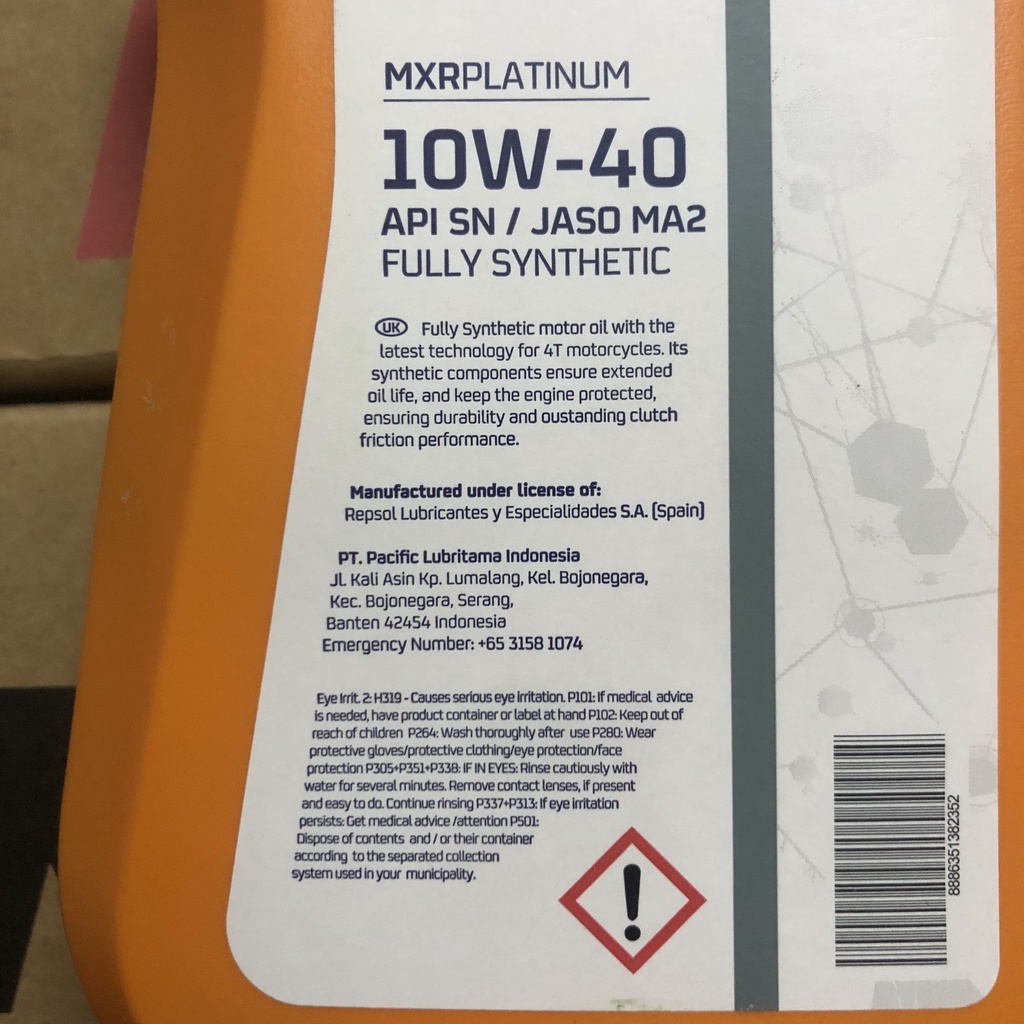 MXRPLATINUM
10W-40
API SN / JASO MA2
FULLY SYNTHETIC
UK Fully Synthetic motor oil with the
latest technology for 4T motorcycles. Its
synthetic components ensure extended
oil life, and keep the engine protected,
ensuring durability and oustanding clutch
friction performance.
Manufactured under license of:
Repsol Lubricantes y Especialidades S.A. (Spain)
PT. Pacific Lubritama Indonesia
Jl. Kali Asin Kp. Lumalang, Kel. Bojonegara,
Kec. Bojonegara, Serang,
Banten 42454 Indonesia
Emergency Number: +65 3158 1074
Eye Irrit. 2: H319 - Causes serious eye irritation. P101: If medical advice
is needed, have product container or label at hand P102: Keep out of
reach of children P264: Wash thoroughly after use P280: Wear
protective gloves/protective clothing/eye protection/face
protection P305+P351+P338: IF IN EYES: Rinse cautiously with
water for several minutes. Remove contact lenses, if present
and easy to do. Continue rinsing P337+P313: If eye irritation
persists: Get medical advice /attention P501:
Dispose of contents and / or their container
according to the separated collection
system used in your municipality.
8886351382352